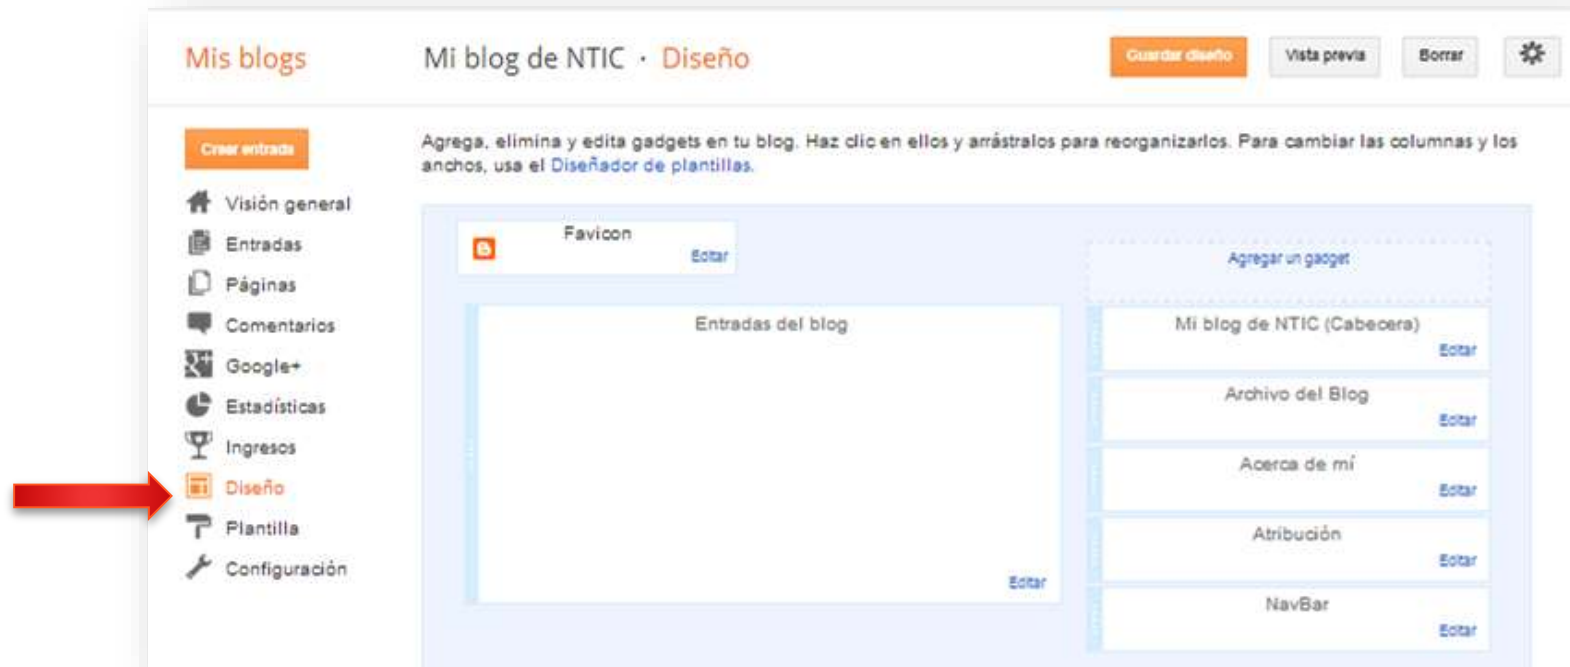 Mis blogs
Mi blog de NTIC · Diseño
Guardar diseño
Vista previa
Borrar
Crear entrada
Agrega, elimina y edita gadgets en tu blog. Haz clic en ellos y arrástralos para reorganizarlos. Para cambiar las columnas y los
anchos, usa el Diseñador de plantillas.
Visión general
Entradas
Páginas
Comentarios
Google+
Estadísticas
Ingresos
Diseño
Plantilla
Configuración
Favicon
Editar
Entradas del blog
Editar
Agregar un gadget
Mi blog de NTIC (Cabecera)
Editar
Archivo del Blog
Editar
Acerca de mí
Editar
Atribución
Editar
NavBar
Editar